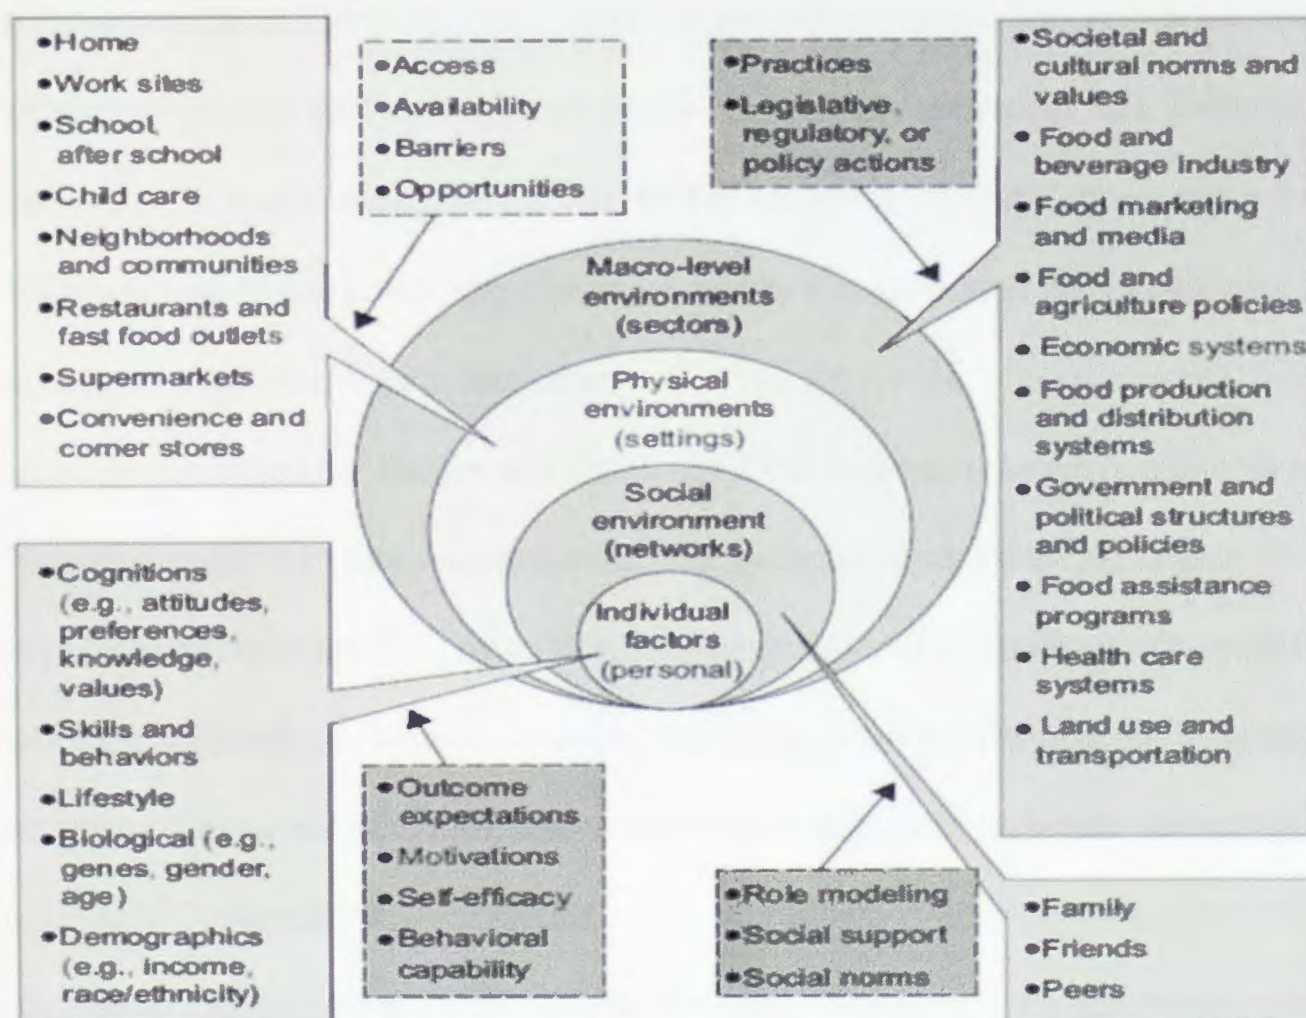 •Home
•Work sites
•School,
after school
•Child care
•Neighborhoods
and communities
•Restaurants and
fast food outlets
•Supermarkets
•Convenience and
corner stores
•Access
•Availability
•Barriers
•Opportunities
•Practices
•Legislative,
regulatory, or
policy actions
•Societal and
cultural norms and
values
•Food and
beverage industry
•Food marketing
and media
•Food and
agriculture policies
•Economic systems
•Food production
and distribution
systems
•Government and
political structures
and policies
•Food assistance
programs
•Health care
systems
•Land use and
transportation
Macro-level
environments
(sectors)
Physical
environments
(settings)
Social
environment
(networks)
Individual
factors
(personal)
•Cognitions
(e.g., attitudes,
preferences,
knowledge,
values)
•Skills and
behaviors
•Lifestyle
•Biological (e.g.,
genes, gender,
age)
•Demographics
(e.g., income,
race/ethnicity)
•Outcome
expectations
•Motivations
•Self-efficacy
•Behavioral
capability
•Role modeling
•Social support
•Social norms
•Family
•Friends
•Peers